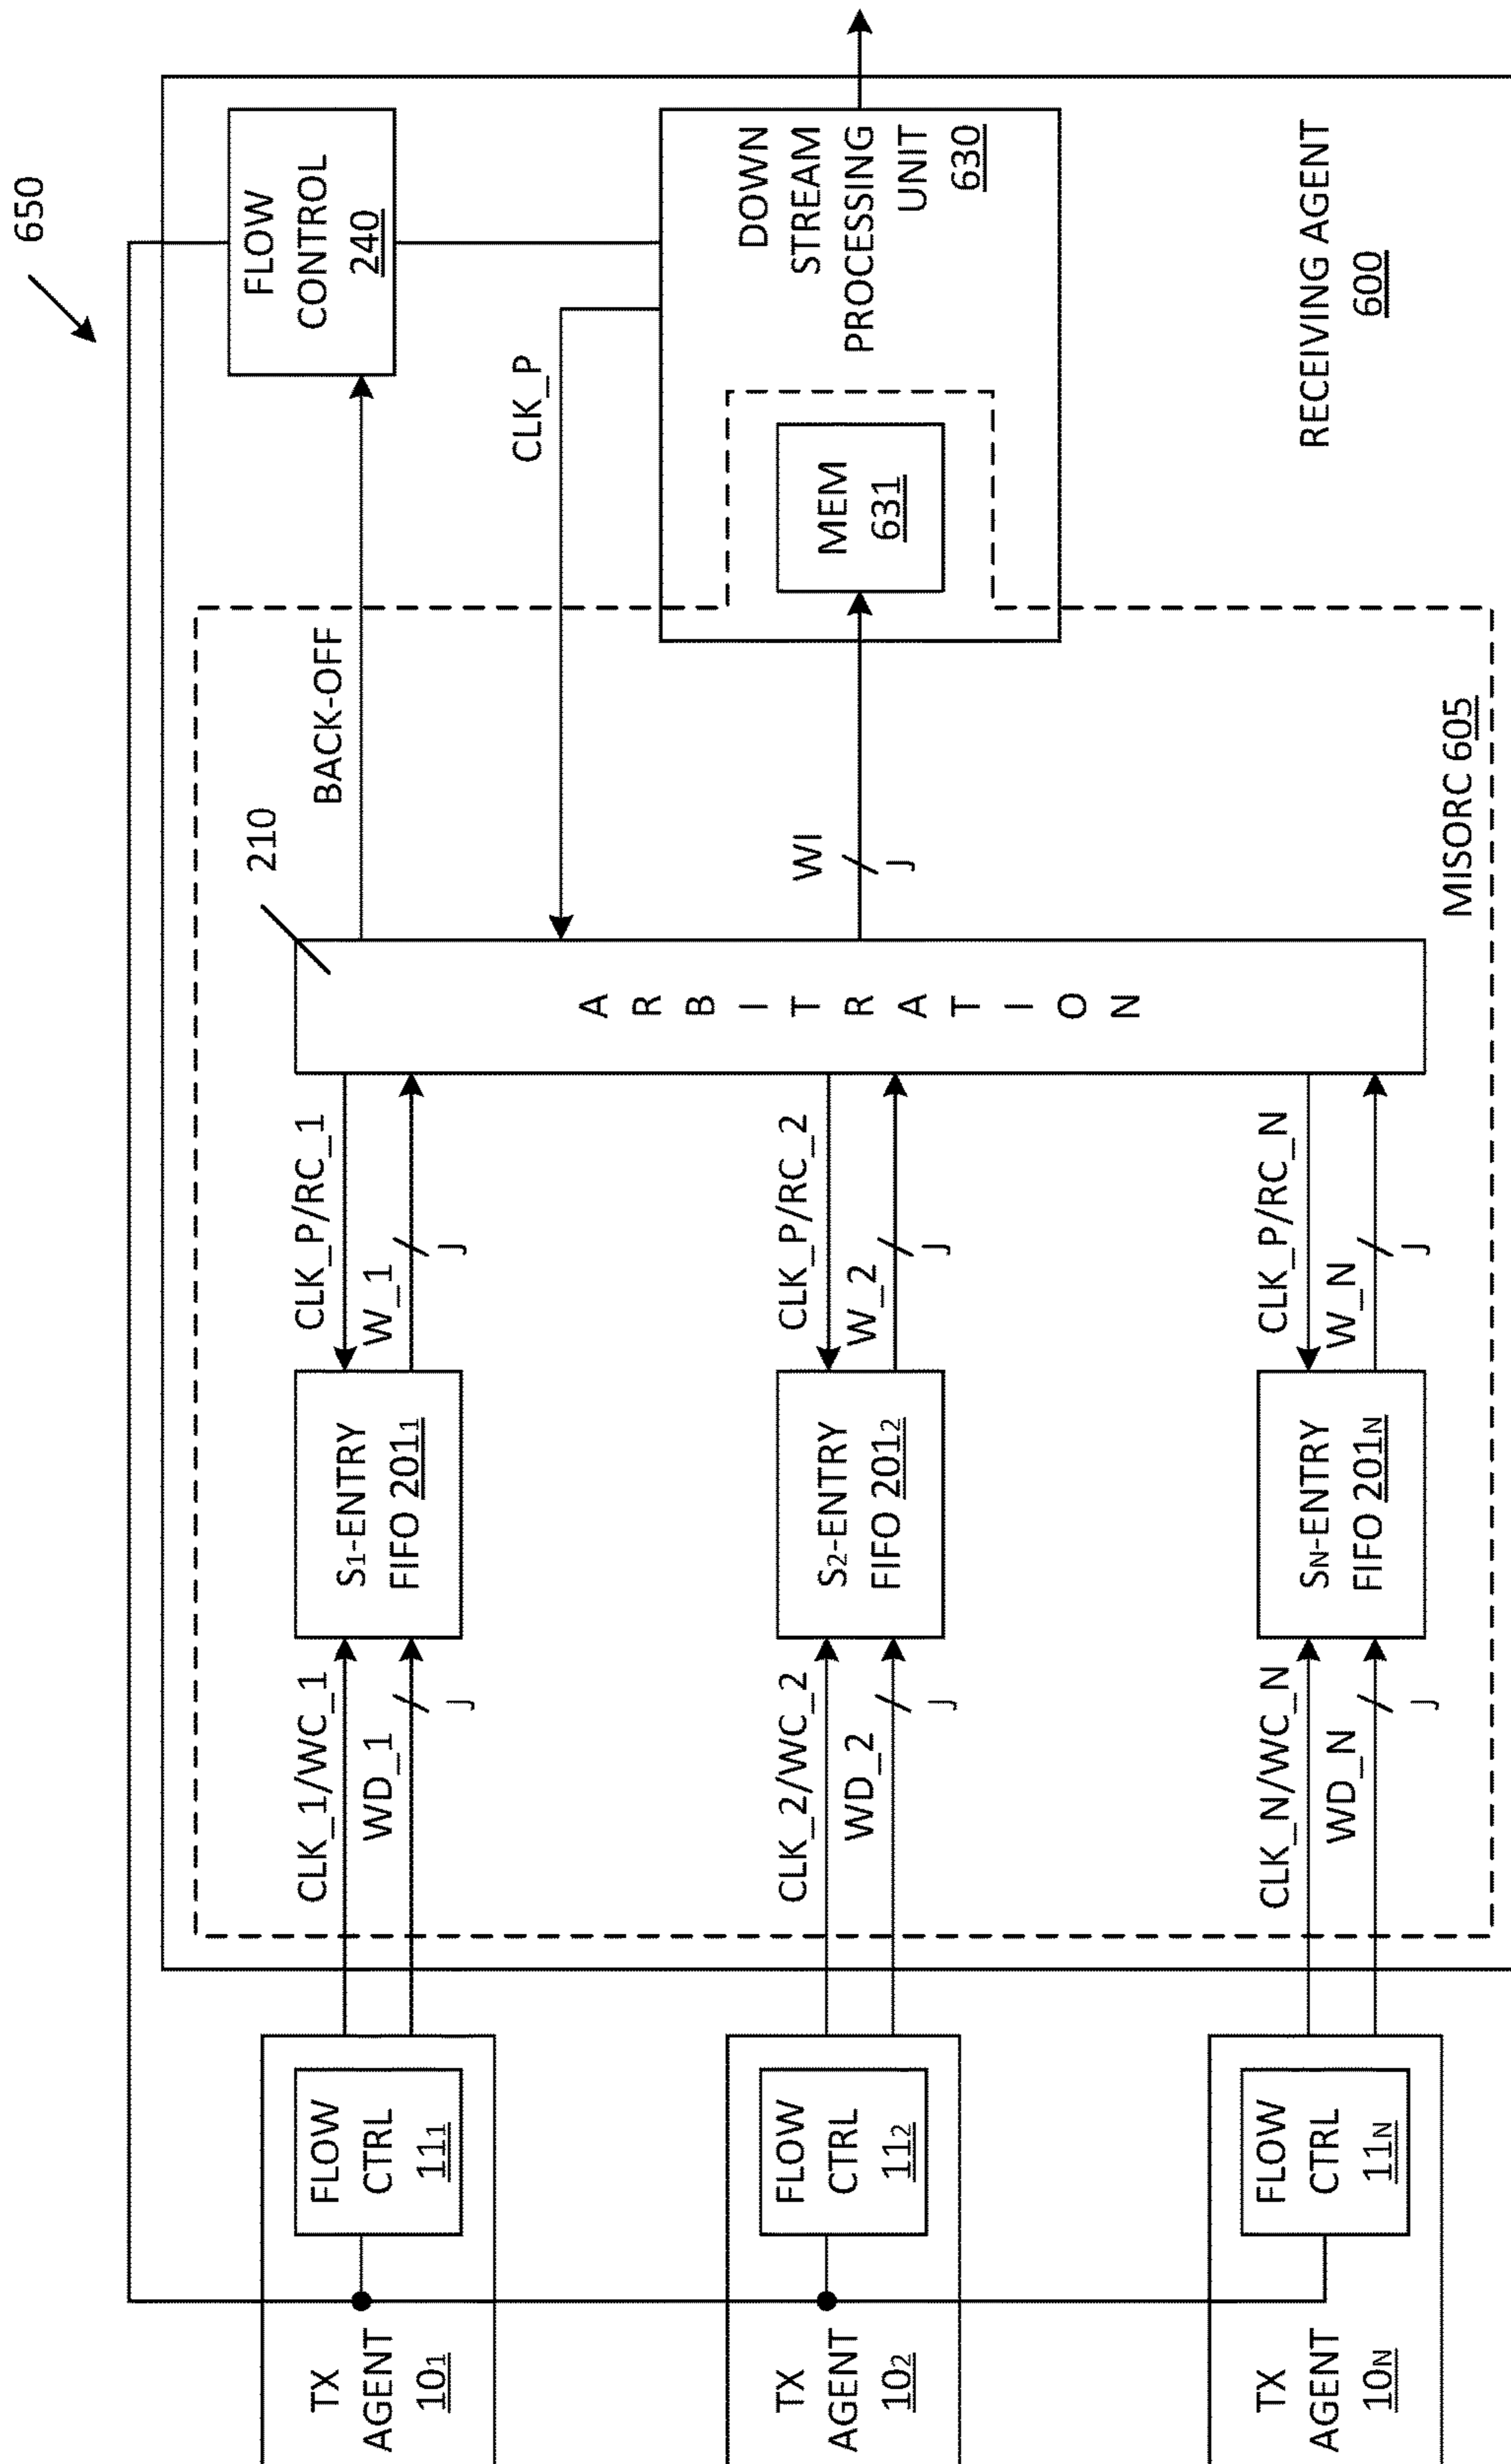 650
TX
AGENT
10₁
FLOW
CTRL
11₁
CLK_1/WC_1
WD_1
J
S₁-ENTRY
FIFO 201₁
CLK_P/RC_1
W_1
J
210
BACK-OFF
FLOW
CONTROL
240
CLK_P
TX
AGENT
10₂
FLOW
CTRL
11₂
CLK_2/WC_2
WD_2
J
S₂-ENTRY
FIFO 201₂
CLK_P/RC_2
W_2
J
ARBITRATION
WI
J
MEM
631
DOWN
STREAM
PROCESSING
UNIT
630
TX
AGENT
10N
FLOW
CTRL
11N
CLK_N/WC_N
WD_N
J
SN-ENTRY
FIFO 201N
CLK_P/RC_N
W_N
J
MISORC 605
RECEIVING AGENT
600